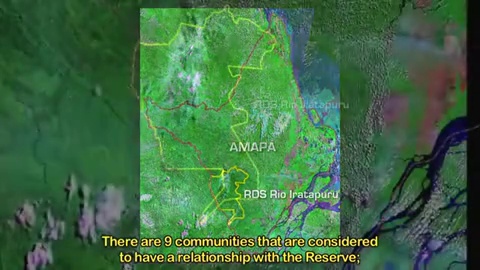 RDS Rio Iratapuru
AMAPA
RDS Rio Iratapuru
There are 9 communities that are considered
to have a relationship with the Reserve;